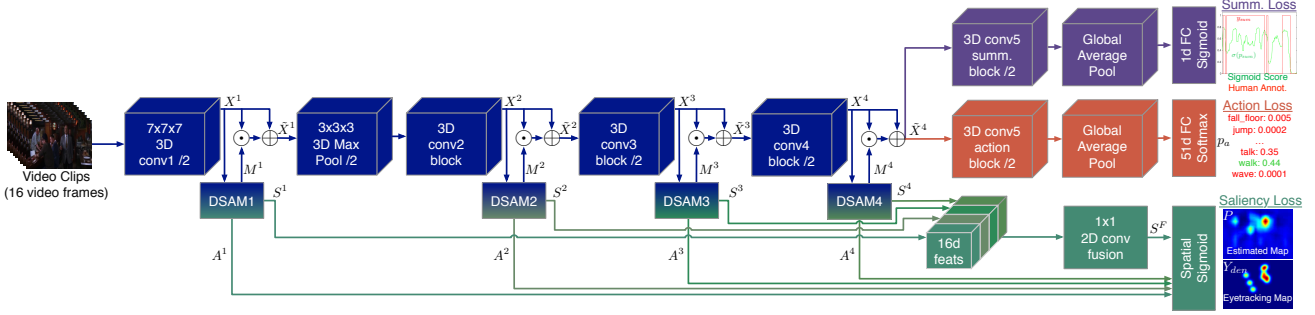 Video Clips
(16 video frames)
7x7x7
3D
conv1 /2
X^1
M^1
X̃^1
DSAM1
S^1
A^1
3x3x3
3D Max
Pool /2
3D
conv2
block
X^2
M^2
X̃^2
DSAM2
S^2
A^2
3D
conv3
block /2
X^3
M^3
X̃^3
DSAM3
S^3
A^3
3D
conv4
block /2
X^4
M^4
X̃^4
DSAM4
S^4
A^4
3D conv5
summ.
block /2
Global
Average
Pool
1d FC
Sigmoid
Summ. Loss
Sigmoid Score
Human Annot.
3D conv5
action
block /2
Global
Average
Pool
51d FC
Softmax
p_a
Action Loss
fall_floor: 0.005
jump: 0.0002
...
talk: 0.35
walk: 0.44
wave: 0.0001
16d
feats
1x1
2D conv
fusion
S^F
Spatial
Sigmoid
Saliency Loss
P
Estimated Map
Y_den
Eyetracking Map